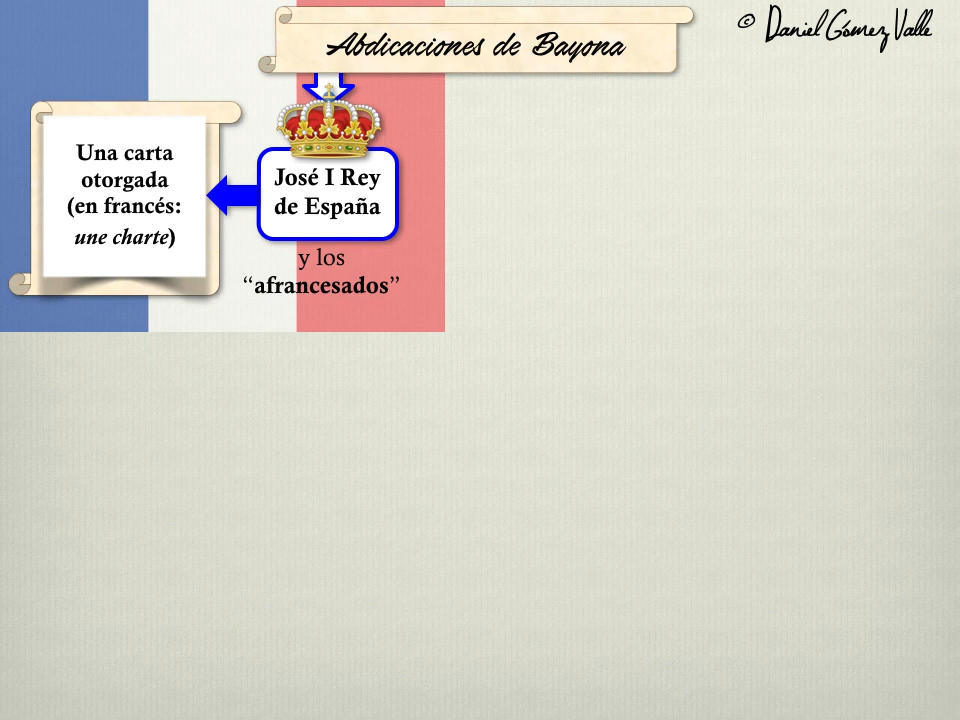 © Daniel Gómez Valle
Abdicaciones de Bayona
Una carta
otorgada
(en francés:
une charte)
José I Rey
de España
y los
“afrancesados”